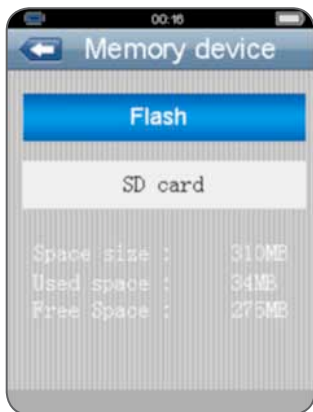 00:16
Memory device
Flash
SD card
Space size : 310MB
Used space : 34MB
Free Space : 275MB